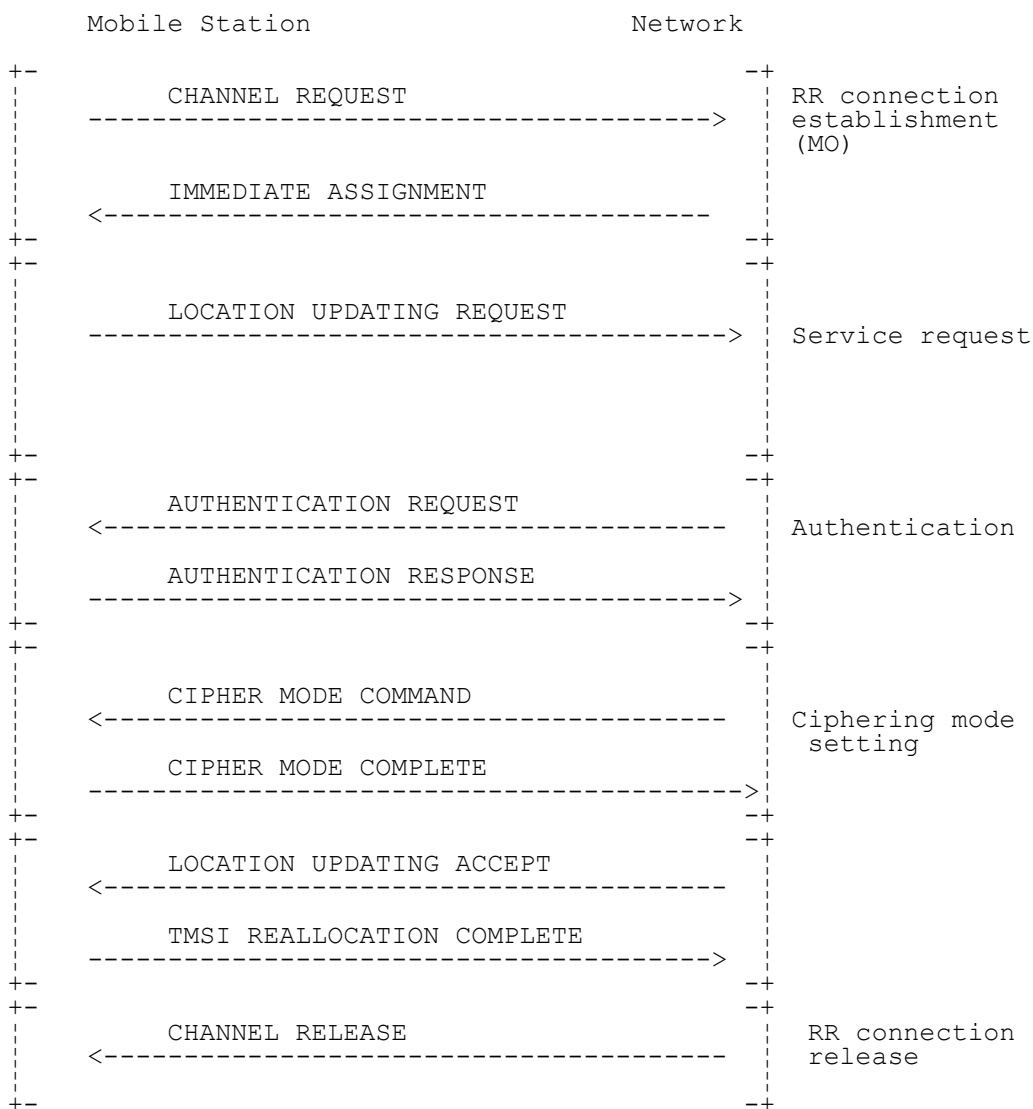 Mobile Station Network
CHANNEL REQUEST RR connection
establishment
(MO)
IMMEDIATE ASSIGNMENT
LOCATION UPDATING REQUEST
Service request
AUTHENTICATION REQUEST
Authentication
AUTHENTICATION RESPONSE
CIPHER MODE COMMAND
Ciphering mode
setting
CIPHER MODE COMPLETE
LOCATION UPDATING ACCEPT
TMSI REALLOCATION COMPLETE
CHANNEL RELEASE RR connection
release